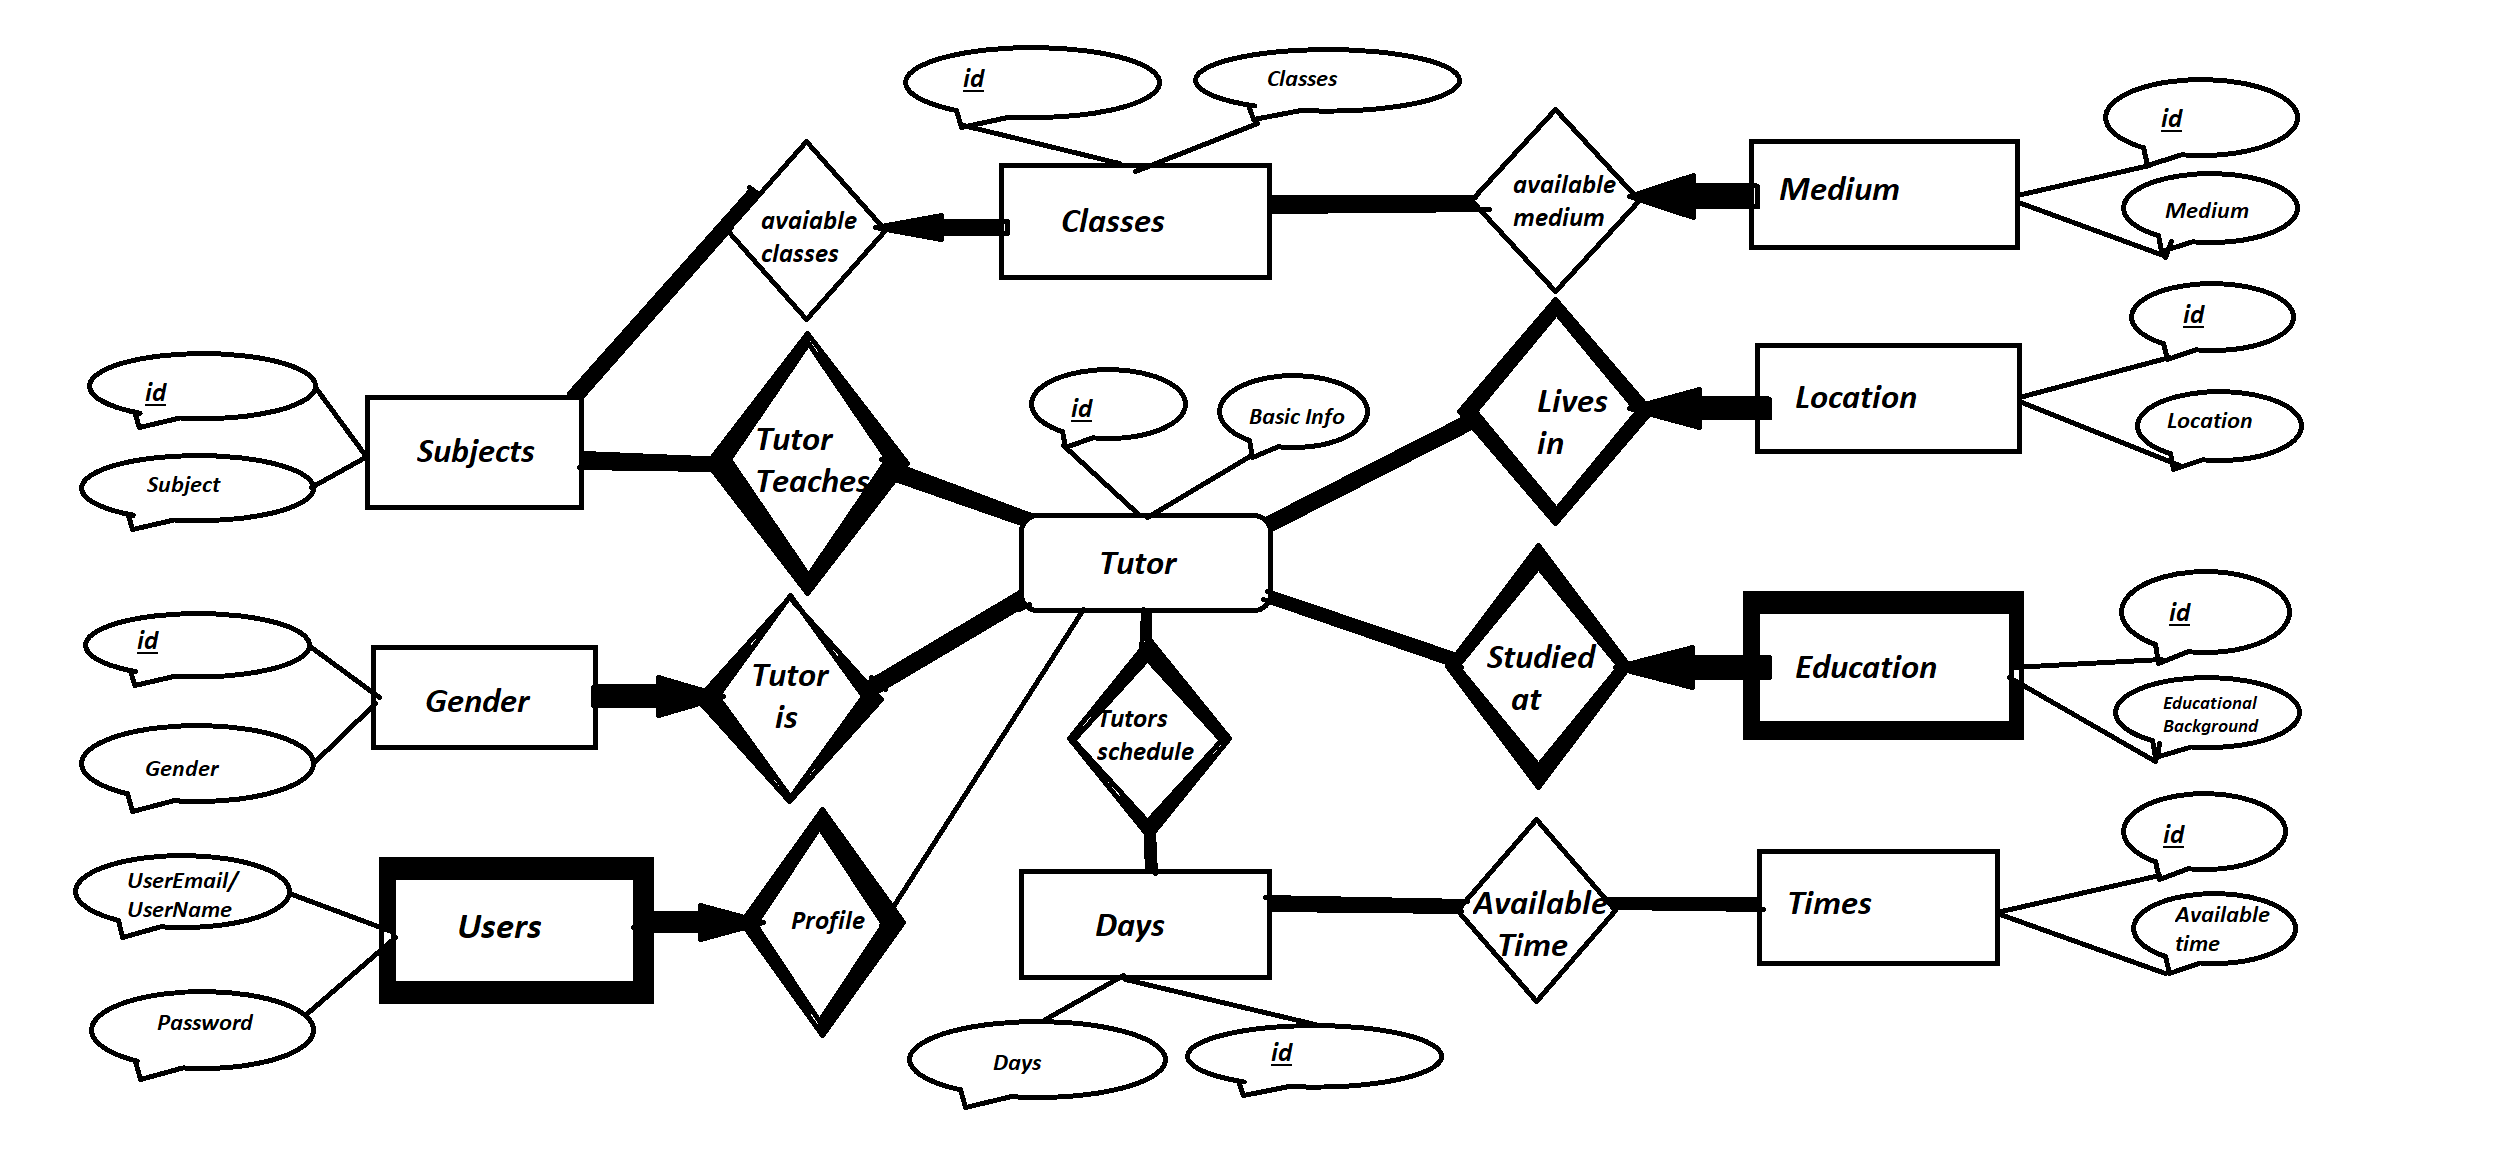 id
Classes
id
available
medium
Medium
avaiable
classes
Classes
Medium
id
Location
Lives
in
Location
id
Basic Info
id
Subjects
Tutor
Teaches
Subject
Tutor
id
Studied
at
Education
Educational
Background
id
Gender
Tutor
is
Tutors
schedule
Gender
id
Available
time
UserEmail/
UserName
Users
Profile
Days
Available
Time
Times
Password
Days
id